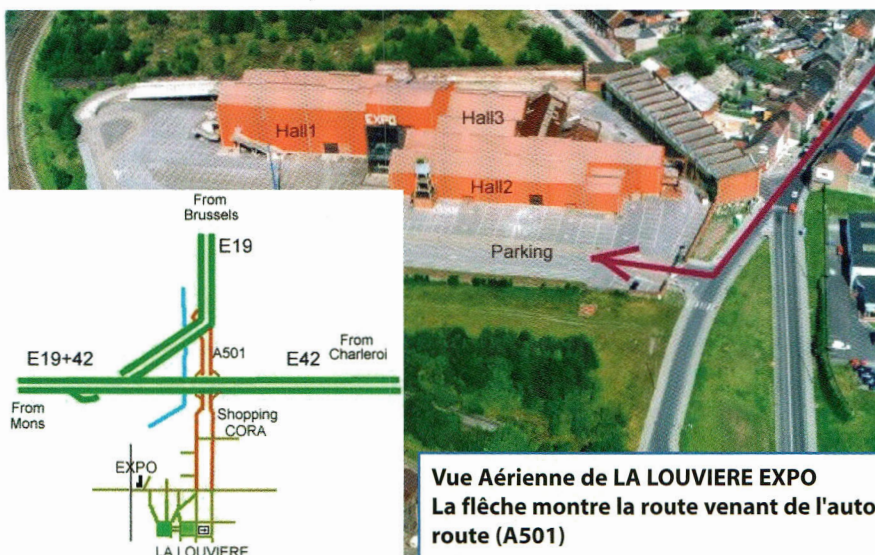 Hall1
EXPO
Hall3
Hall2
Parking
From
Brussels
E19
A501
From
Charleroi
E19+42
E42
From
Mons
Shopping
CORA
EXPO
LA LOUVIERE
Vue Aérienne de LA LOUVIERE EXPO
La flêche montre la route venant de l'auto
route (A501)